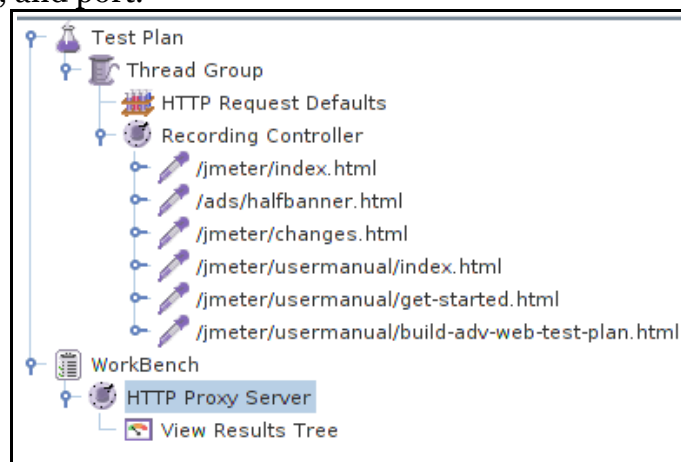 , and port.
Test Plan
Thread Group
HTTP Request Defaults
Recording Controller
/jmeter/index.html
/ads/halfbanner.html
/jmeter/changes.html
/jmeter/usermanual/index.html
/jmeter/usermanual/get-started.html
/jmeter/usermanual/build-adv-web-test-plan.html
WorkBench
HTTP Proxy Server
View Results Tree